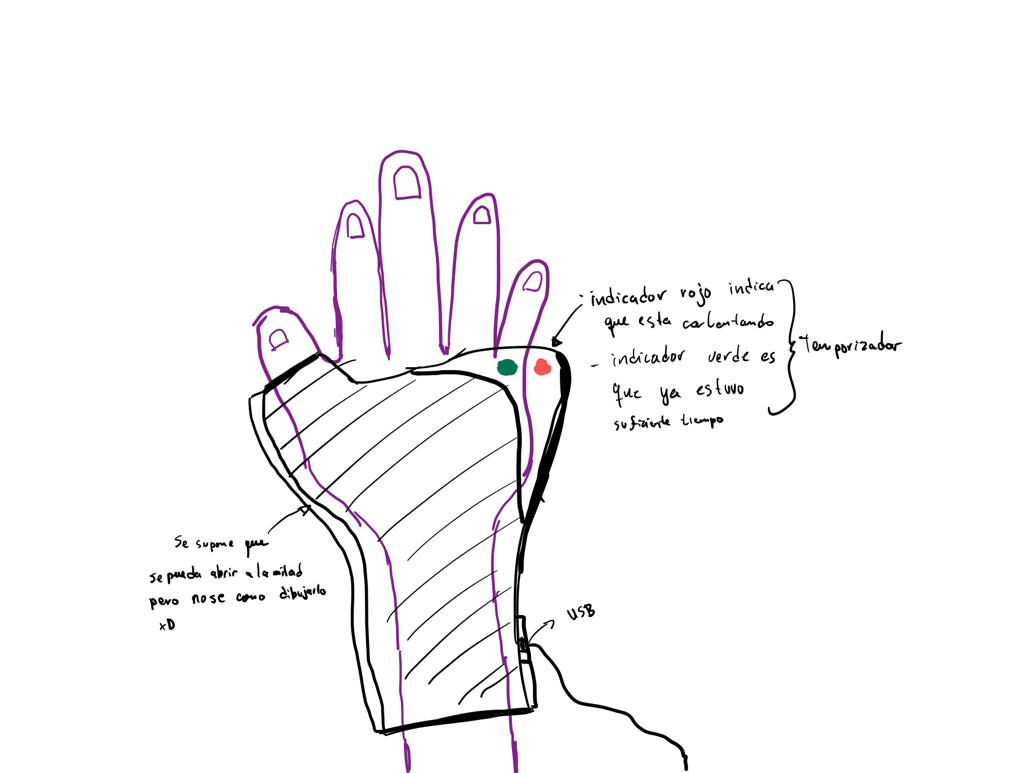 - indicador rojo indica
que esta calentando
- indicador verde es
que ya estuvo
suficiente tiempo
Temporizador
Se supone que
se pueda abrir a la mitad
pero nose como dibujarlo
xD
USB